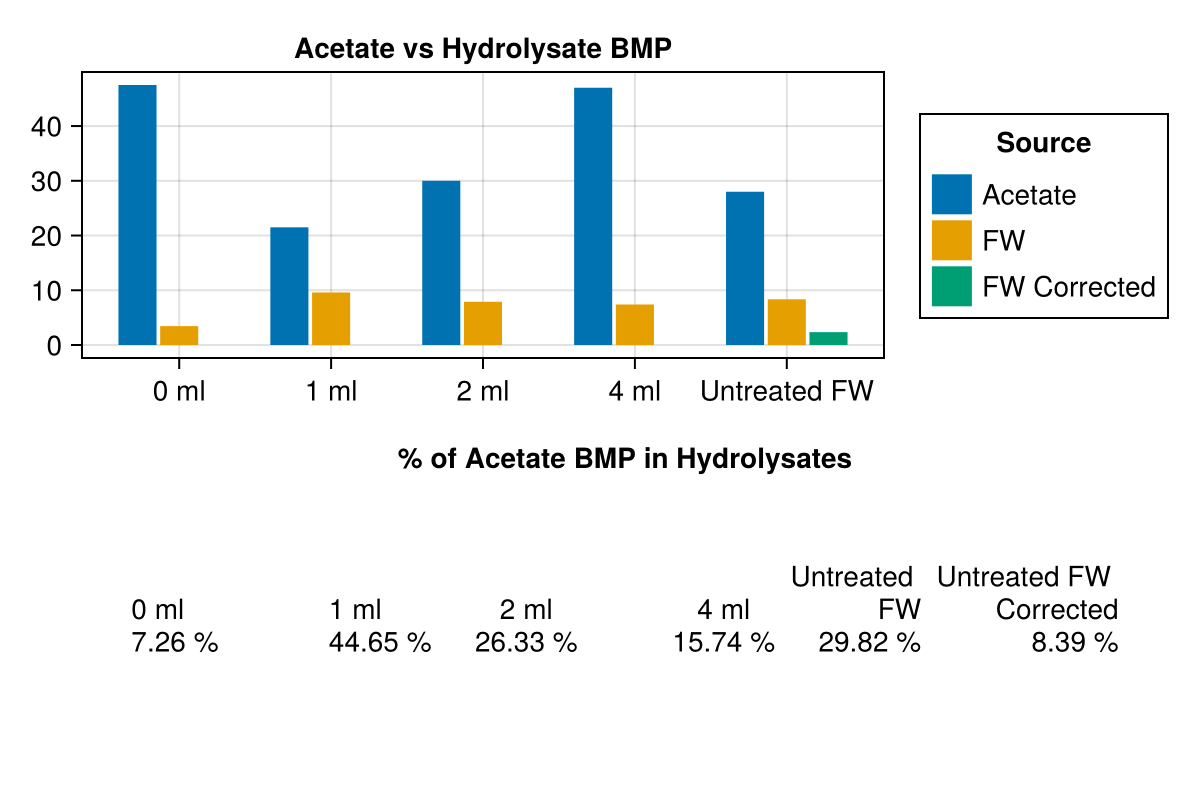 Acetate vs Hydrolysate BMP
40
30
20
10
0
0 ml
1 ml
2 ml
4 ml
Untreated FW
Source
Acetate
FW
FW Corrected
% of Acetate BMP in Hydrolysates
Untreated Untreated FW
0 ml 1 ml 2 ml 4 ml FW Corrected
7.26 % 44.65 % 26.33 % 15.74 % 29.82 % 8.39 %